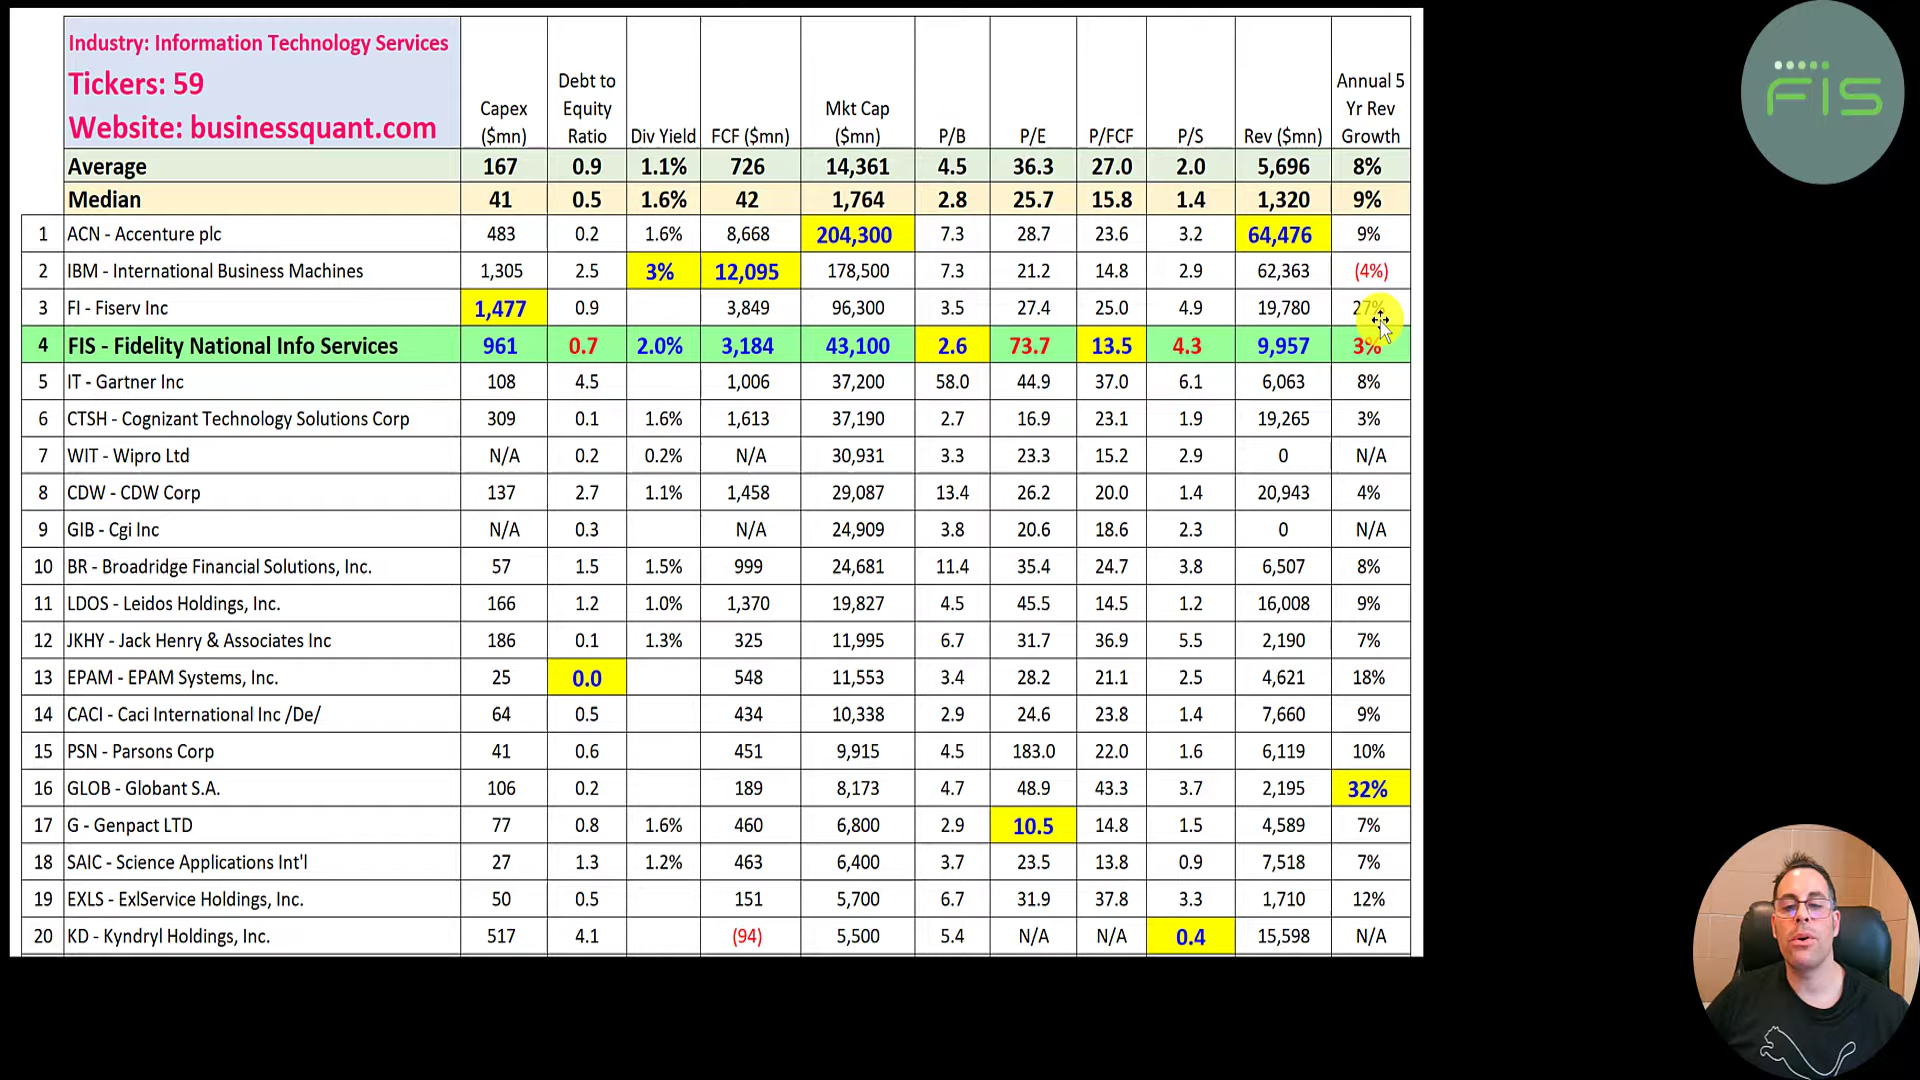 Industry: Information Technology Services
Tickers: 59
Website: businessquant.com
Capex ($mn) Debt to Equity Ratio Div Yield FCF ($mn) Mkt Cap ($mn) P/B P/E P/FCF P/S Rev ($mn) Annual 5 Yr Rev Growth
Average 167 0.9 1.1% 726 14,361 4.5 36.3 27.0 2.0 5,696 8%
Median 41 0.5 1.6% 42 1,764 2.8 25.7 15.8 1.4 1,320 9%
1 ACN - Accenture plc 483 0.2 1.6% 8,668 204,300 7.3 28.7 23.6 3.2 64,476 9%
2 IBM - International Business Machines 1,305 2.5 3% 12,095 178,500 7.3 21.2 14.8 2.9 62,363 (4%)
3 FI - Fiserv Inc 1,477 0.9 3,849 96,300 3.5 27.4 25.0 4.9 19,780 27%
4 FIS - Fidelity National Info Services 961 0.7 2.0% 3,184 43,100 2.6 73.7 13.5 4.3 9,957 3%
5 IT - Gartner Inc 108 4.5 1,006 37,200 58.0 44.9 37.0 6.1 6,063 8%
6 CTSH - Cognizant Technology Solutions Corp 309 0.1 1.6% 1,613 37,190 2.7 16.9 23.1 1.9 19,265 3%
7 WIT - Wipro Ltd N/A 0.2 0.2% N/A 30,931 3.3 23.3 15.2 2.9 0 N/A
8 CDW - CDW Corp 137 2.7 1.1% 1,458 29,087 13.4 26.2 20.0 1.4 20,943 4%
9 GIB - Cgi Inc N/A 0.3 N/A 24,909 3.8 20.6 18.6 2.3 0 N/A
10 BR - Broadridge Financial Solutions, Inc. 57 1.5 1.5% 999 24,681 11.4 35.4 24.7 3.8 6,507 8%
11 LDOS - Leidos Holdings, Inc. 166 1.2 1.0% 1,370 19,827 4.5 45.5 14.5 1.2 16,008 9%
12 JKHY - Jack Henry & Associates Inc 186 0.1 1.3% 325 11,995 6.7 31.7 36.9 5.5 2,190 7%
13 EPAM - EPAM Systems, Inc. 25 0.0 548 11,553 3.4 28.2 21.1 2.5 4,621 18%
14 CACI - Caci International Inc /De/ 64 0.5 434 10,338 2.9 24.6 23.8 1.4 7,660 9%
15 PSN - Parsons Corp 41 0.6 451 9,915 4.5 183.0 22.0 1.6 6,119 10%
16 GLOB - Globant S.A. 106 0.2 189 8,173 4.7 48.9 43.3 3.7 2,195 32%
17 G - Genpact LTD 77 0.8 1.6% 460 6,800 2.9 10.5 14.8 1.5 4,589 7%
18 SAIC - Science Applications Int'l 27 1.3 1.2% 463 6,400 3.7 23.5 13.8 0.9 7,518 7%
19 EXLS - ExlService Holdings, Inc. 50 0.5 151 5,700 6.7 31.9 37.8 3.3 1,710 12%
20 KD - Kyndryl Holdings, Inc. 517 4.1 (94) 5,500 5.4 N/A N/A 0.4 15,598 N/A
FIS